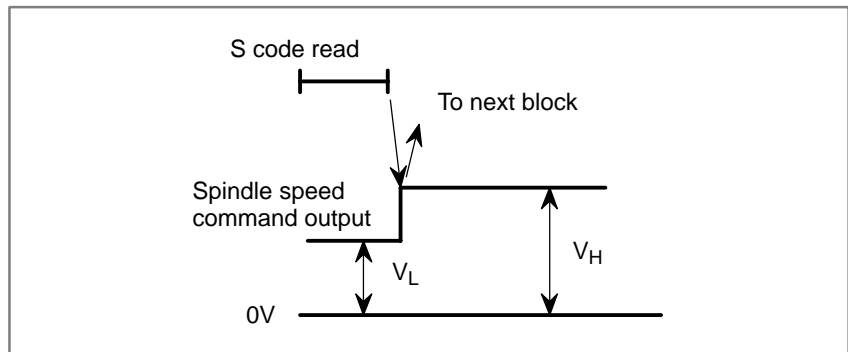 S code read
To next block
Spindle speed
command output
VL
VH
0V